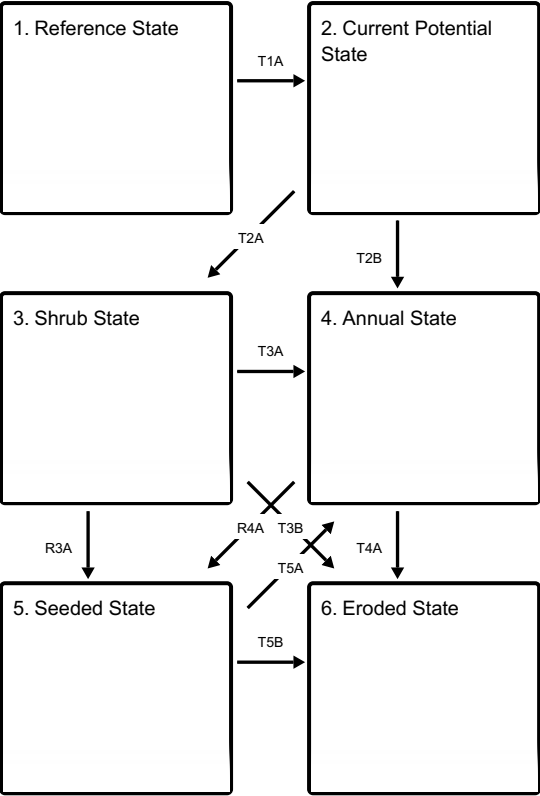 1. Reference State
T1A
2. Current Potential
State
T2A
T2B
3. Shrub State
T3A
4. Annual State
R3A
R4A
T3B
T5A
T4A
5. Seeded State
T5B
6. Eroded State